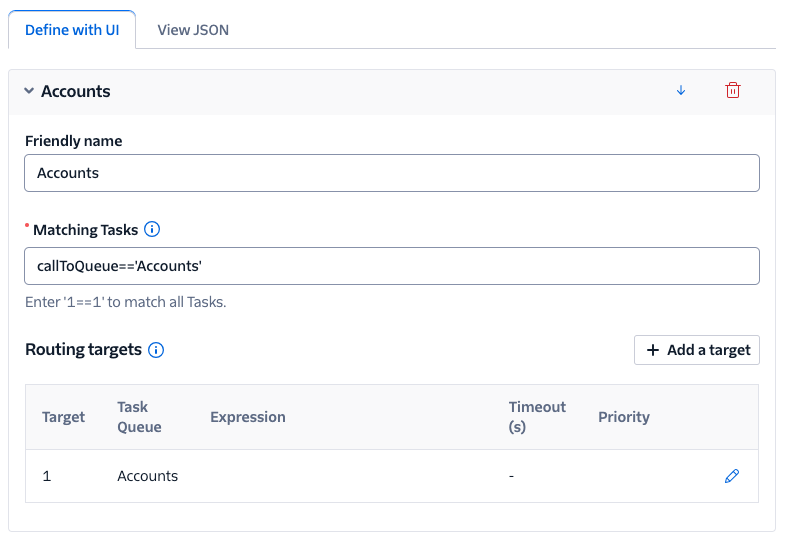 Define with UI
View JSON
Accounts
Friendly name
Accounts
* Matching Tasks
callToQueue=='Accounts'
Enter '1==1' to match all Tasks.
Routing targets
+ Add a target
Target
Task Queue
Expression
Timeout (s)
Priority
1
Accounts
-